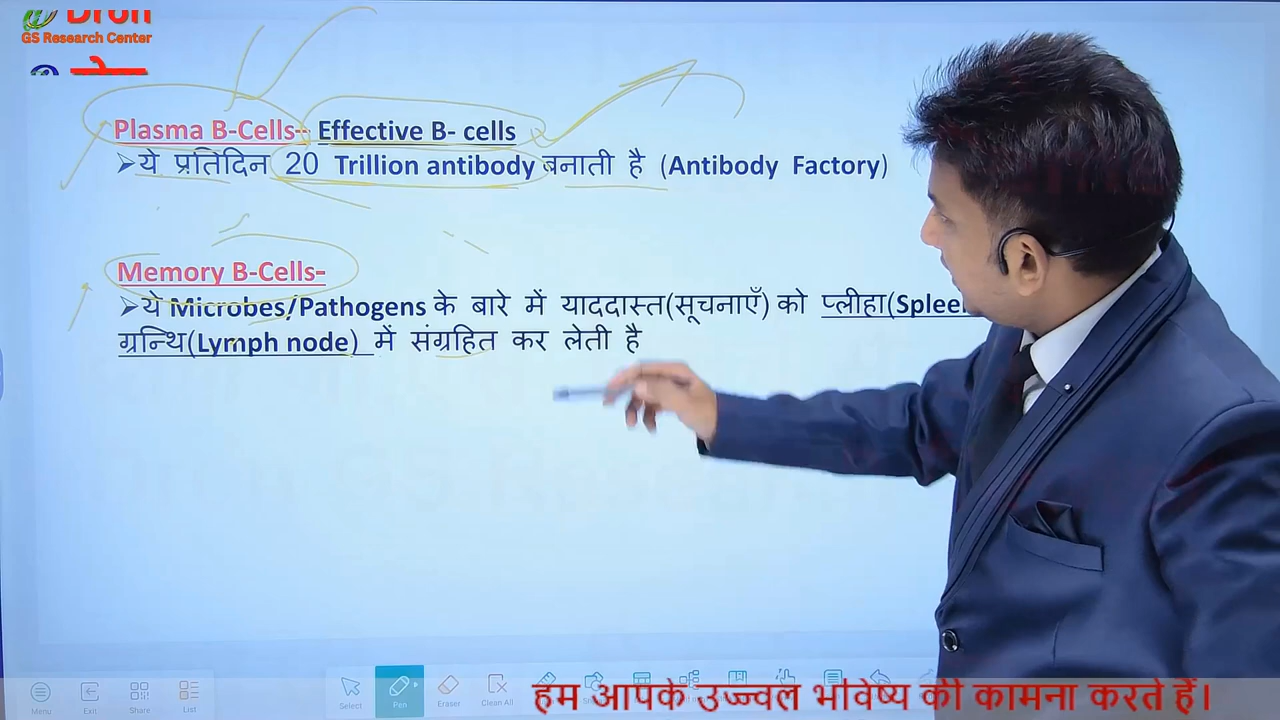 GS Research Center
Plasma B-Cells- Effective B- cells
➢ये प्रतिदिन 20 Trillion antibody बनाती है (Antibody Factory)
Memory B-Cells-
➢ये Microbes/Pathogens के बारे में याददास्त(सूचनाएँ) को प्लीहा(Spleen
ग्रन्थि(Lymph node) में संग्रहित कर लेती है
Menu Exit Share List Select Pen Eraser Clean All
हम आपके उज्ज्वल भविष्य की कामना करते हैं।